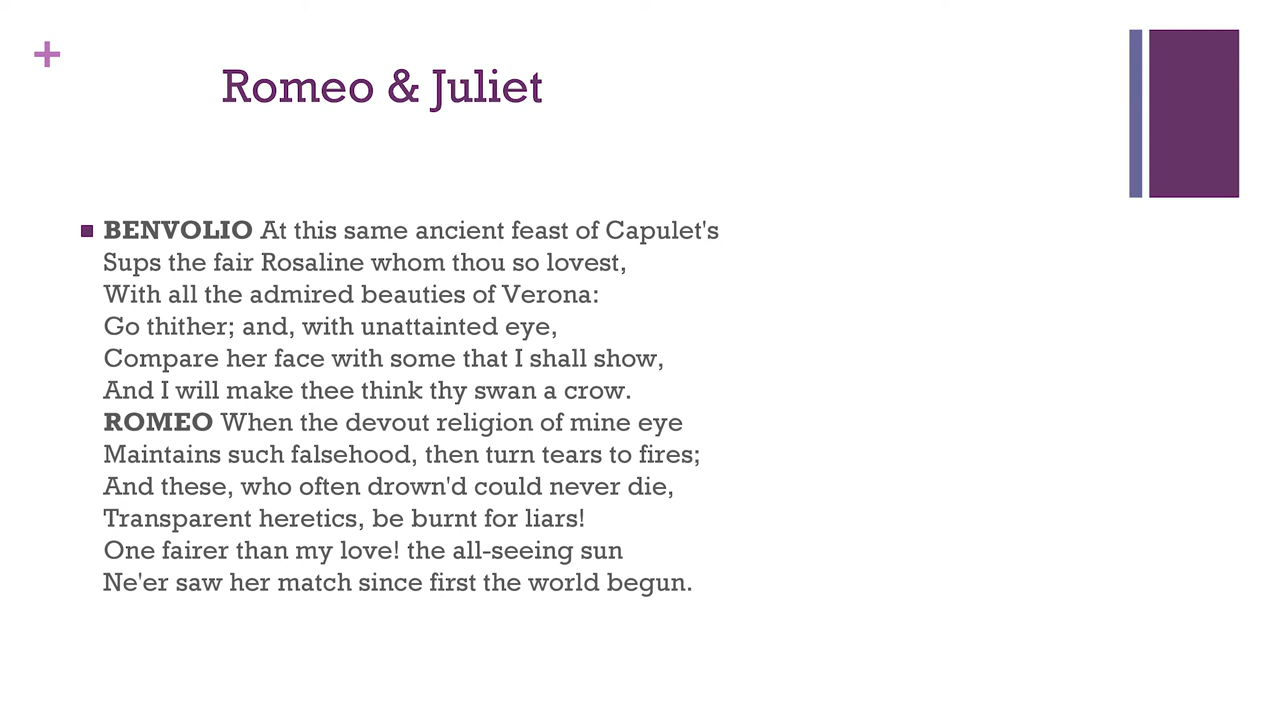 +
Romeo & Juliet
BENVOLIO At this same ancient feast of Capulet's
Sups the fair Rosaline whom thou so lovest,
With all the admired beauties of Verona:
Go thither; and, with unattainted eye,
Compare her face with some that I shall show,
And I will make thee think thy swan a crow.
ROMEO When the devout religion of mine eye
Maintains such falsehood, then turn tears to fires;
And these, who often drown'd could never die,
Transparent heretics, be burnt for liars!
One fairer than my love! the all-seeing sun
Ne'er saw her match since first the world begun.